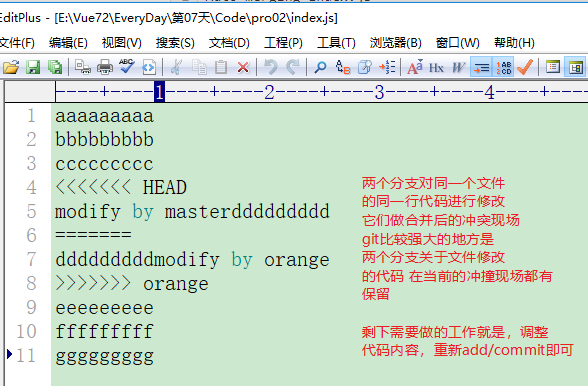 EditPlus - [E:\Vue72\EveryDay\第07天\Code\pro02\index.js]
文件(F) 编辑(E) 视图(V) 搜索(S) 文档(D) 工程(P) 工具(T) 浏览器(B) 窗口(W) 帮助(H)
----+----1----+----2----+----3----+----4----+--
1 aaaaaaaaa
2 bbbbbbbbb
3 ccccccccc
4 <<<<<<< HEAD
5 modify by masterddddddddd
6 =======
7 dddddddddmodify by orange
8 >>>>>>> orange
9 eeeeeeeee
10 fffffffff
11 ggggggggg
两个分支对同一个文件
的同一行代码进行修改
它们做合并后的冲突现场
git比较强大的地方是
两个分支关于文件修改
的代码 在当前的冲撞现场都有
保留
剩下需要做的工作就是，调整
代码内容，重新add/commit即可